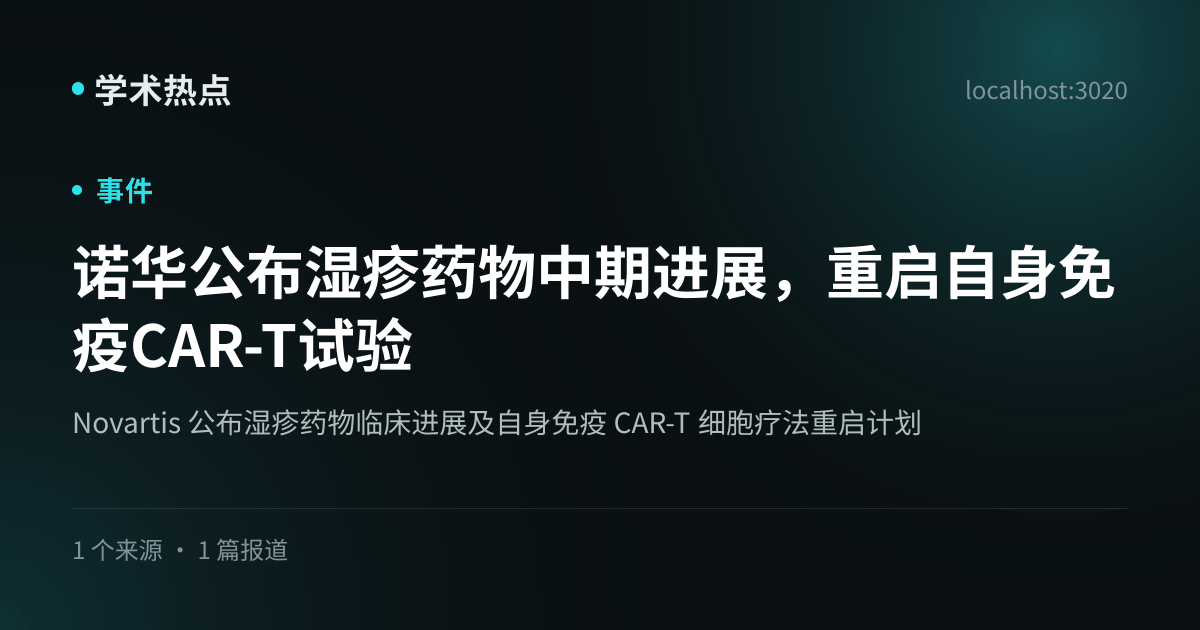 学术热点
localhost:3020
事件
诺华公布湿疹药物中期进展，重启自身免
疫CAR-T试验
Novartis 公布湿疹药物临床进展及自身免疫 CAR-T 细胞疗法重启计划
1 个来源 · 1 篇报道